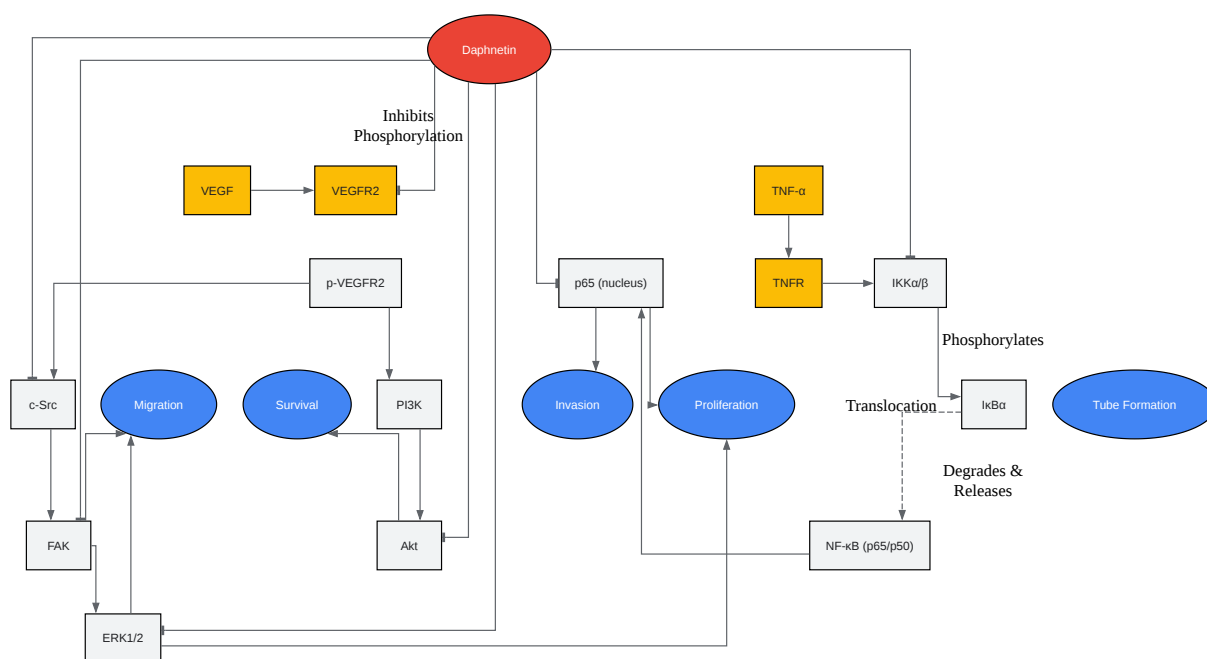 Daphnetin
Inhibits
Phosphorylation
VEGF
VEGFR2
TNF-α
p-VEGFR2
p65 (nucleus)
TNFR
IKKα/β
Phosphorylates
c-Src
Migration
Survival
PI3K
Invasion
Proliferation
Translocation
IκBα
Tube Formation
Degrades &
Releases
FAK
Akt
NF-κB (p65/p50)
ERK1/2